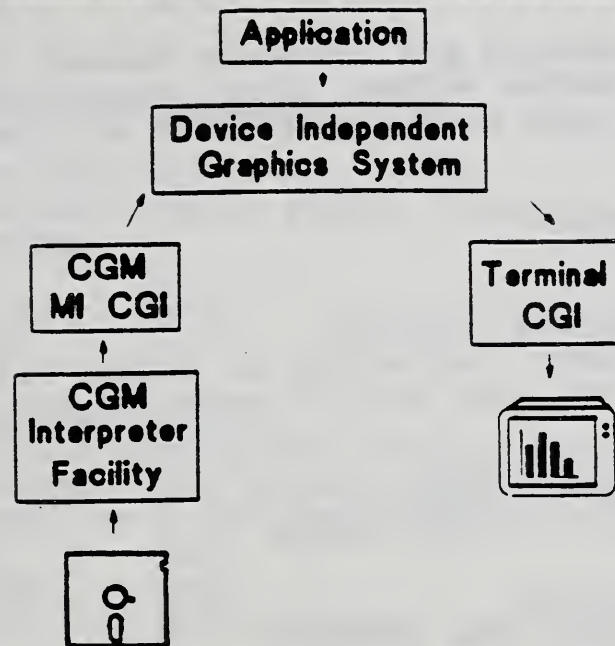 Application
Device Independent
Graphics System
CGM
MI CGI
Terminal
CGI
CGM
Interpreter
Facility